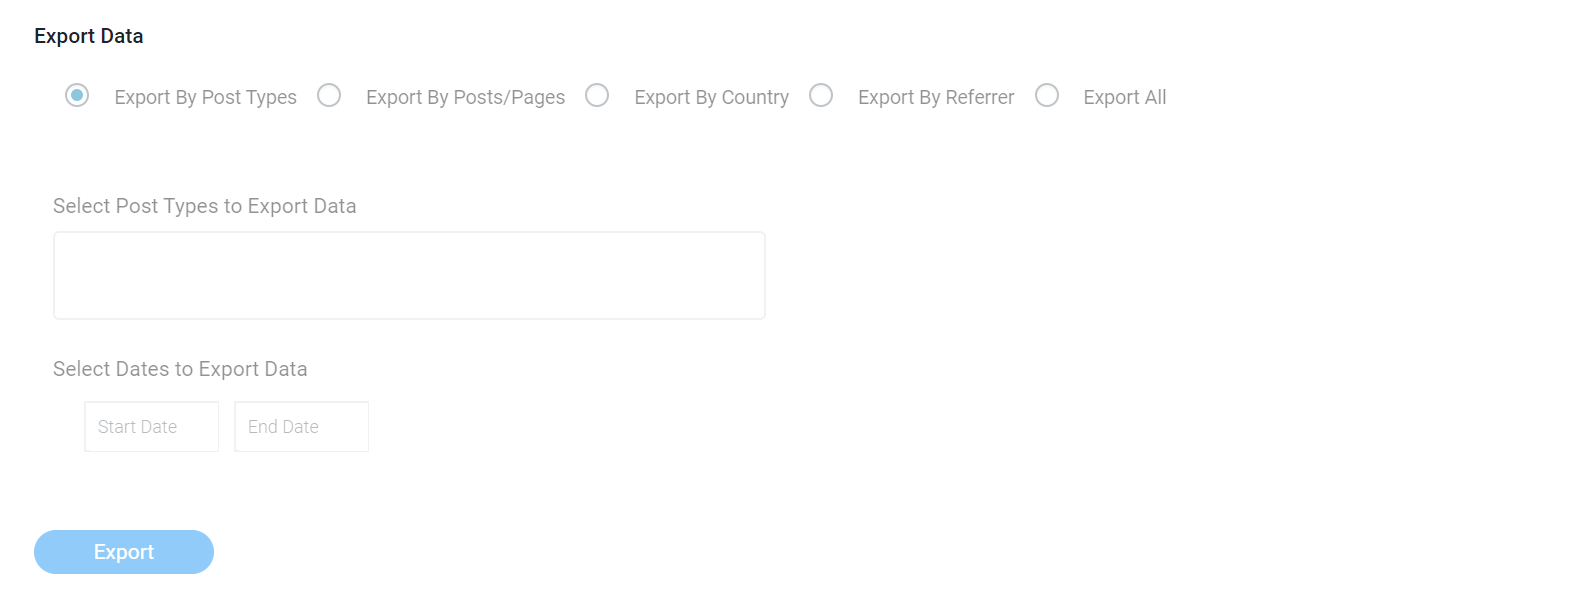 Export Data
Export By Post Types Export By Posts/Pages Export By Country Export By Referrer Export All
Select Post Types to Export Data
Select Dates to Export Data
Start Date End Date
Export